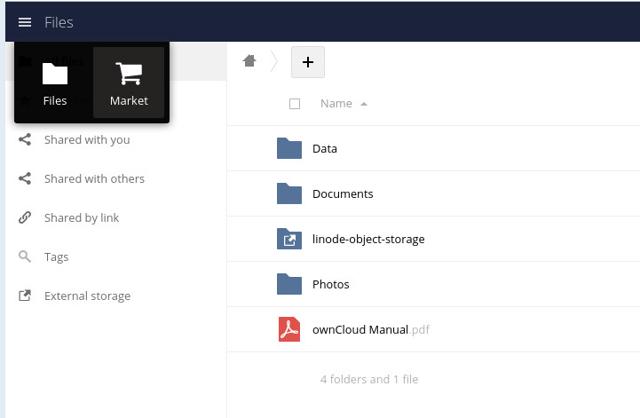 Files
Files
Market
Shared with you
Shared with others
Shared by link
Tags
External storage
Name
Data
Documents
linode-object-storage
Photos
ownCloud Manual.pdf
4 folders and 1 file